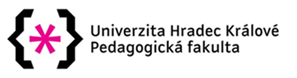 Univerzita Hradec Králové
Pedagogická fakulta